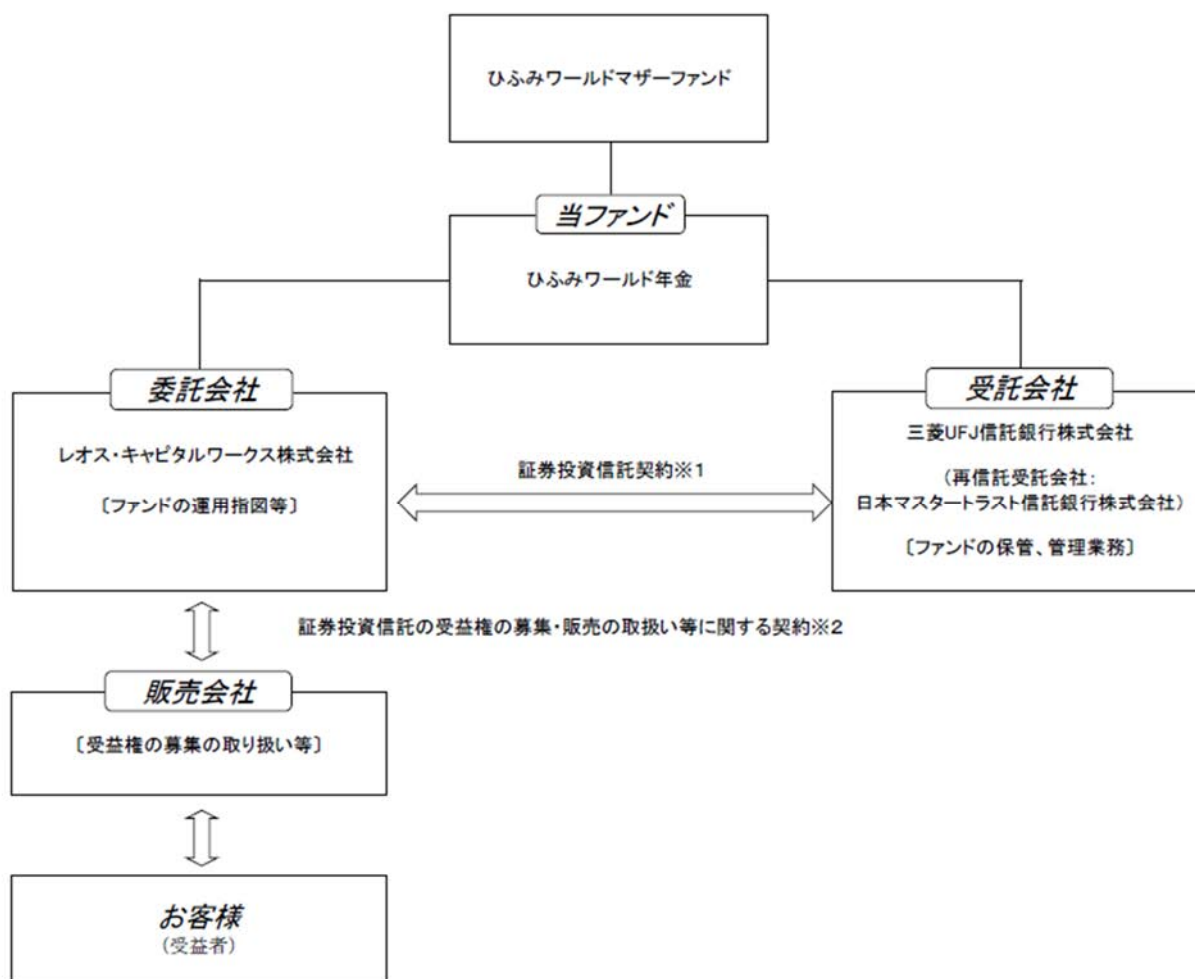 ひふみワールドマザーファンド
当ファンド
ひふみワールド年金
委託会社
レオス・キャピタルワークス株式会社
〔ファンドの運用指図等〕
証券投資信託契約※1
受託会社
三菱UFJ信託銀行株式会社
（再信託受託会社：
日本マスタートラスト信託銀行株式会社）
〔ファンドの保管、管理業務〕
証券投資信託の受益権の募集・販売の取扱い等に関する契約※2
販売会社
〔受益権の募集の取り扱い等〕
お客様
（受益者）